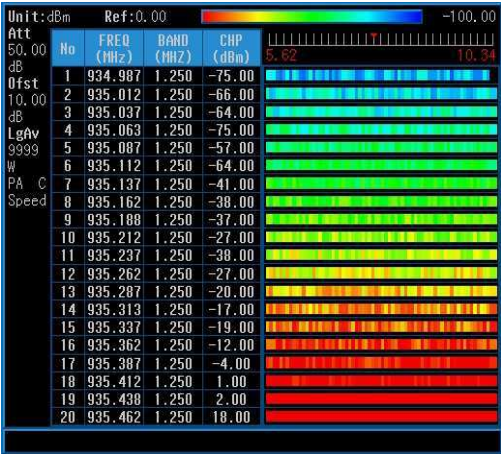 Unit:dBm Ref:0.00 -100.00
Att
50.00
dB
Ofst
10.00
dB
LgAv
9999
W
PA C
Speed
No FREQ (MHz) BAND (MHZ) CHP (dBm)
5.62 10.34
1 934.987 1.250 -75.00
2 935.012 1.250 -66.00
3 935.037 1.250 -64.00
4 935.063 1.250 -75.00
5 935.087 1.250 -57.00
6 935.112 1.250 -64.00
7 935.137 1.250 -41.00
8 935.162 1.250 -38.00
9 935.188 1.250 -37.00
10 935.212 1.250 -27.00
11 935.237 1.250 -38.00
12 935.262 1.250 -27.00
13 935.287 1.250 -20.00
14 935.313 1.250 -17.00
15 935.337 1.250 -19.00
16 935.362 1.250 -12.00
17 935.387 1.250 -4.00
18 935.412 1.250 1.00
19 935.438 1.250 2.00
20 935.462 1.250 18.00